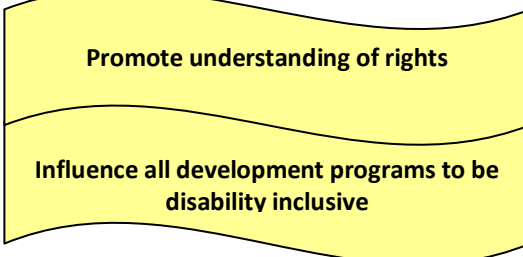 Promote understanding of rights
Influence all development programs to be
disability inclusive